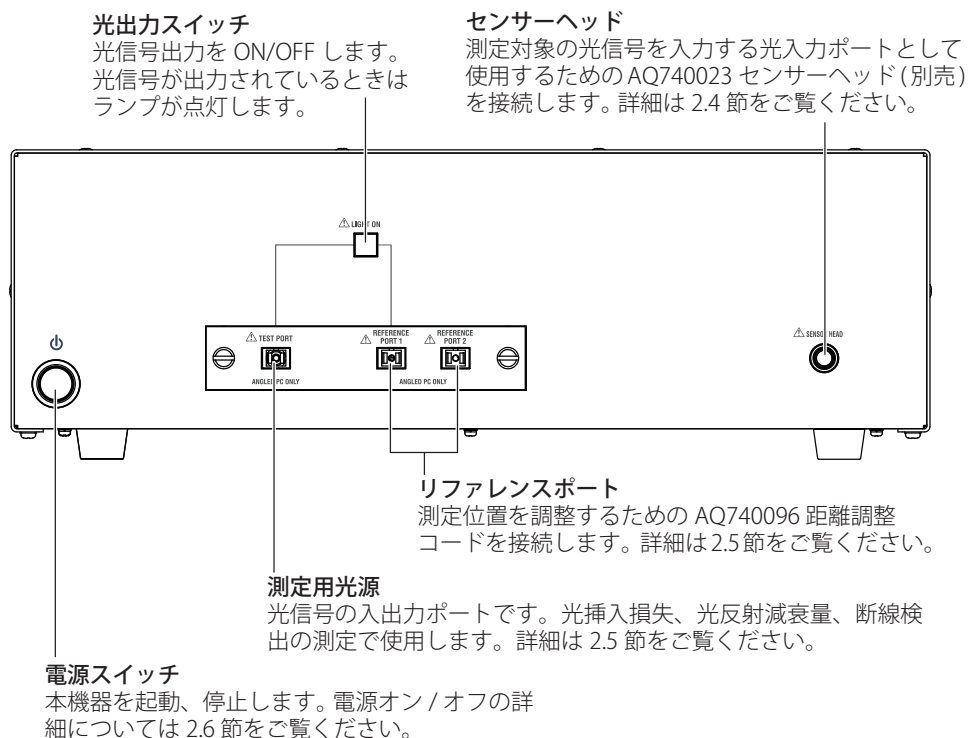 光出力スイッチ
光信号出力を ON/OFF します。
光信号が出力されているときは
ランプが点灯します。
センサーヘッド
測定対象の光信号を入力する光入力ポートとして
使用するための AQ740023 センサーヘッド ( 別売 )
を接続します。詳細は 2.4 節をご覧ください。
LIGHT ON
TEST PORT
REFERENCE
PORT 1
REFERENCE
PORT 2
SENSOR HEAD
ANGLED PC ONLY
ANGLED PC ONLY
リファレンスポート
測定位置を調整するための AQ740096 距離調整
コードを接続します。詳細は 2.5 節をご覧ください。
測定用光源
光信号の入出力ポートです。光挿入損失、光反射減衰量、断線検
出の測定で使用します。詳細は 2.5 節をご覧ください。
電源スイッチ
本機器を起動、停止します。電源オン / オフの詳
細については 2.6 節をご覧ください。